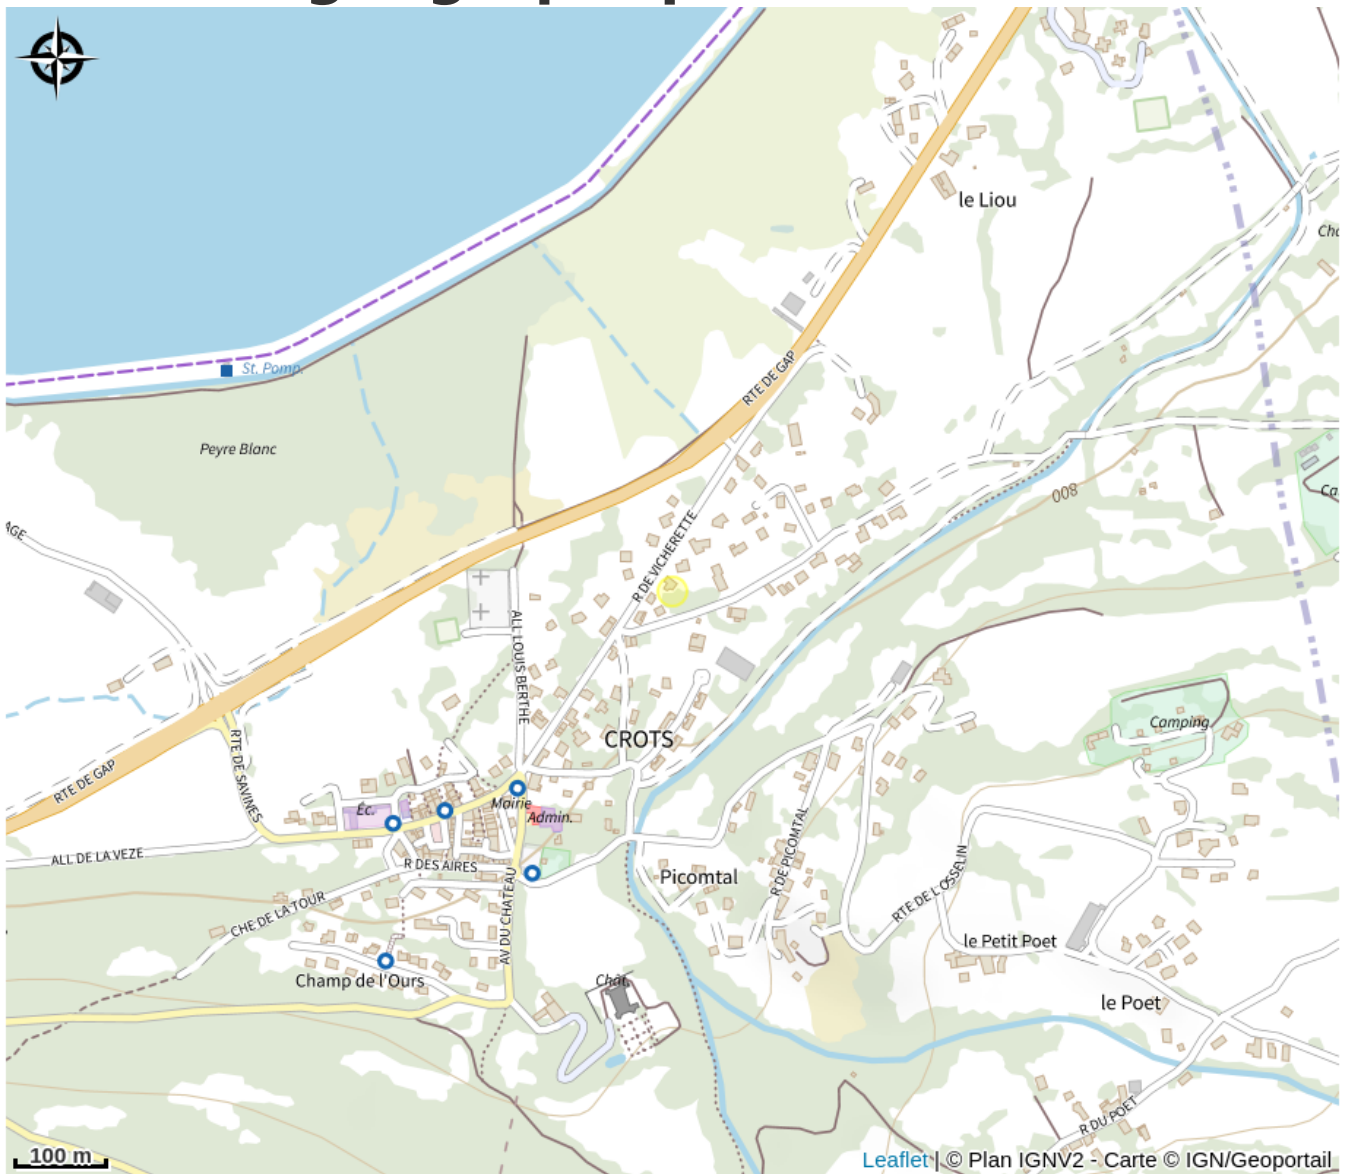 le Liou
Cha
St. Pomp.
RTE DE GAP
Peyre Blanc
Ca
008
AGE
R DE VICHERETTE
ALL LOUIS BERTHE
Camping
CROTS
RTE DE SAVINES
RTE DE GAP
Mairie
Éc.
Admin.
R DE PICOMTAL
ALL DE LA VEZE
R DES AIRES
Picomtal
RTE DE L'OSSELIN
AV DU CHATEAU
CHE DE LA TOUR
le Petit Poet
Champ de l'Ours
Chât.
le Poet
R DU POET
100 m
Leaflet | © Plan IGNV2 - Carte © IGN/Geoportail